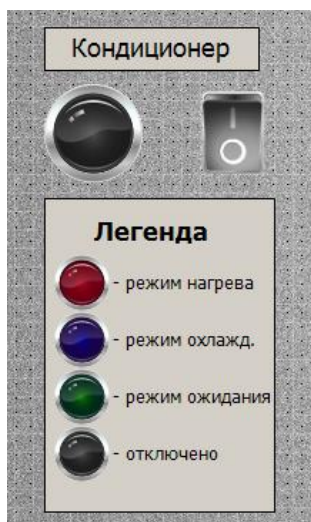 Кондиционер
Легенда
- режим нагрева
- режим охлажд.
- режим ожидания
- отключено